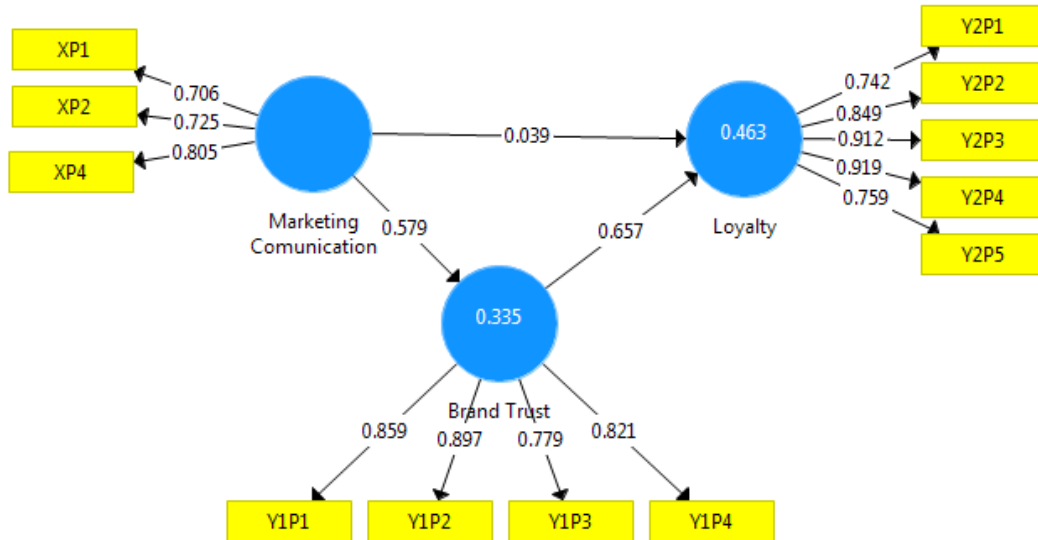 XP1
XP2
XP4
0.706
0.725
0.805
Marketing
Comunication
0.039
0.579
0.657
0.463
Loyalty
0.742
0.849
0.912
0.919
0.759
Y2P1
Y2P2
Y2P3
Y2P4
Y2P5
0.335
Brand Trust
0.859
0.897
0.779
0.821
Y1P1
Y1P2
Y1P3
Y1P4